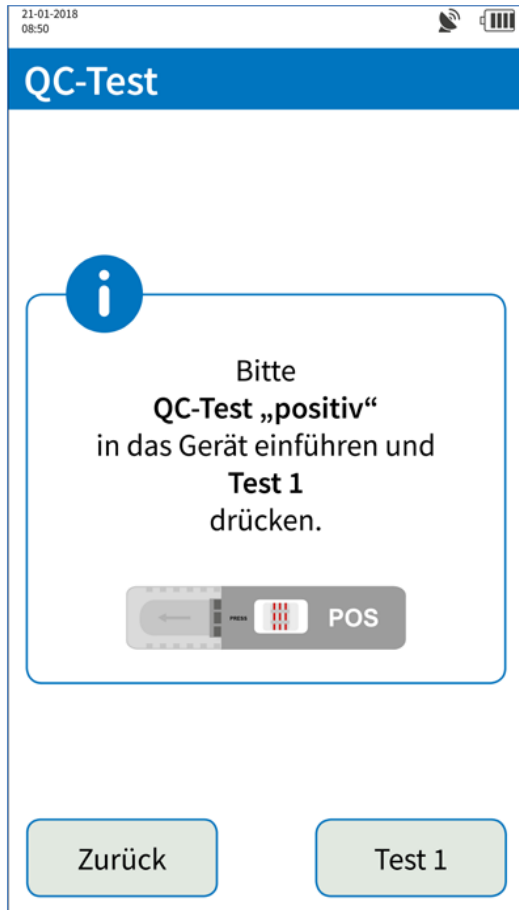 21-01-2018
08:50
QC-Test
i
Bitte
QC-Test „positiv“
in das Gerät einführen und
Test 1
drücken.
PRESS
POS
Zurück
Test 1